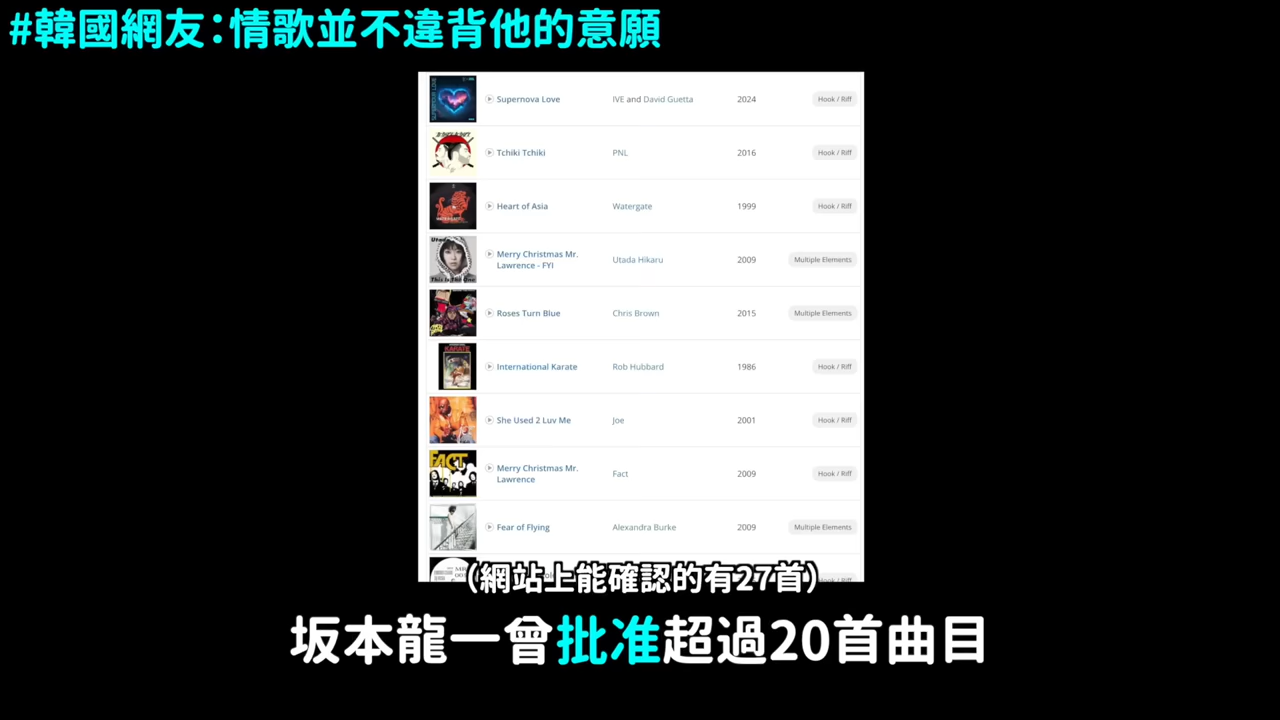 #韓國網友:情歌並不違背他的意願
Supernova Love IVE and David Guetta 2024 Hook / Riff
Tchiki Tchiki PNL 2016 Hook / Riff
Heart of Asia Watergate 1999 Hook / Riff
Merry Christmas Mr.
Lawrence - FYI Utada Hikaru 2009 Multiple Elements
Roses Turn Blue Chris Brown 2015 Multiple Elements
International Karate Rob Hubbard 1986 Hook / Riff
She Used 2 Luv Me Joe 2001 Hook / Riff
Merry Christmas Mr.
Lawrence Fact 2009 Hook / Riff
Fear of Flying Alexandra Burke 2009 Multiple Elements
(網站上能確認的有27首)
坂本龍一曾批准超過20首曲目